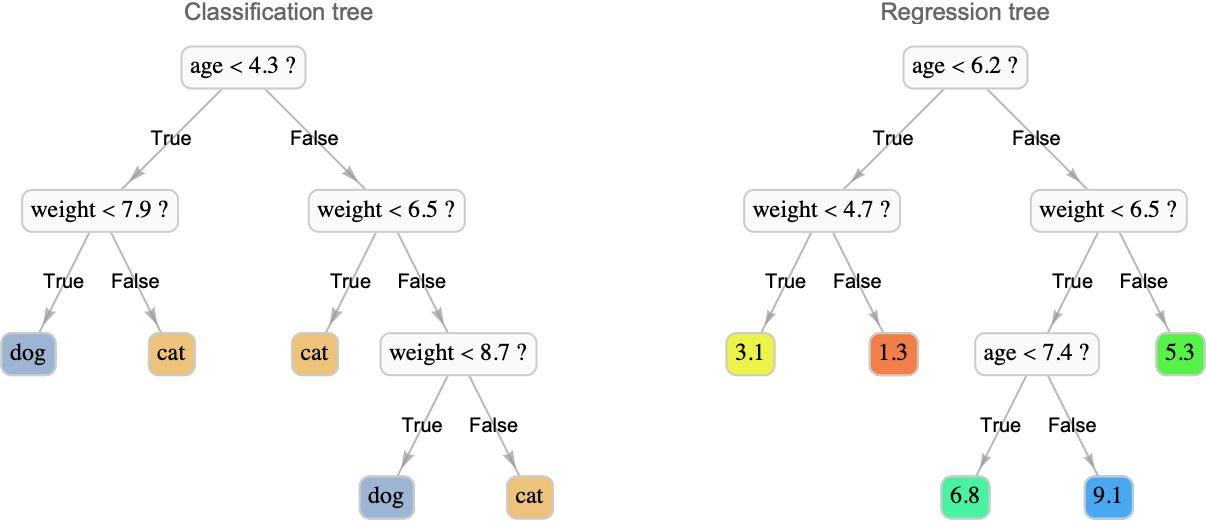 Classification tree
age < 4.3 ?
True
False
weight < 7.9 ?
weight < 6.5 ?
True
False
True
False
dog
cat
cat
weight < 8.7 ?
True
False
dog
cat
Regression tree
age < 6.2 ?
True
False
weight < 4.7 ?
weight < 6.5 ?
True
False
True
False
3.1
1.3
age < 7.4 ?
5.3
True
False
6.8
9.1